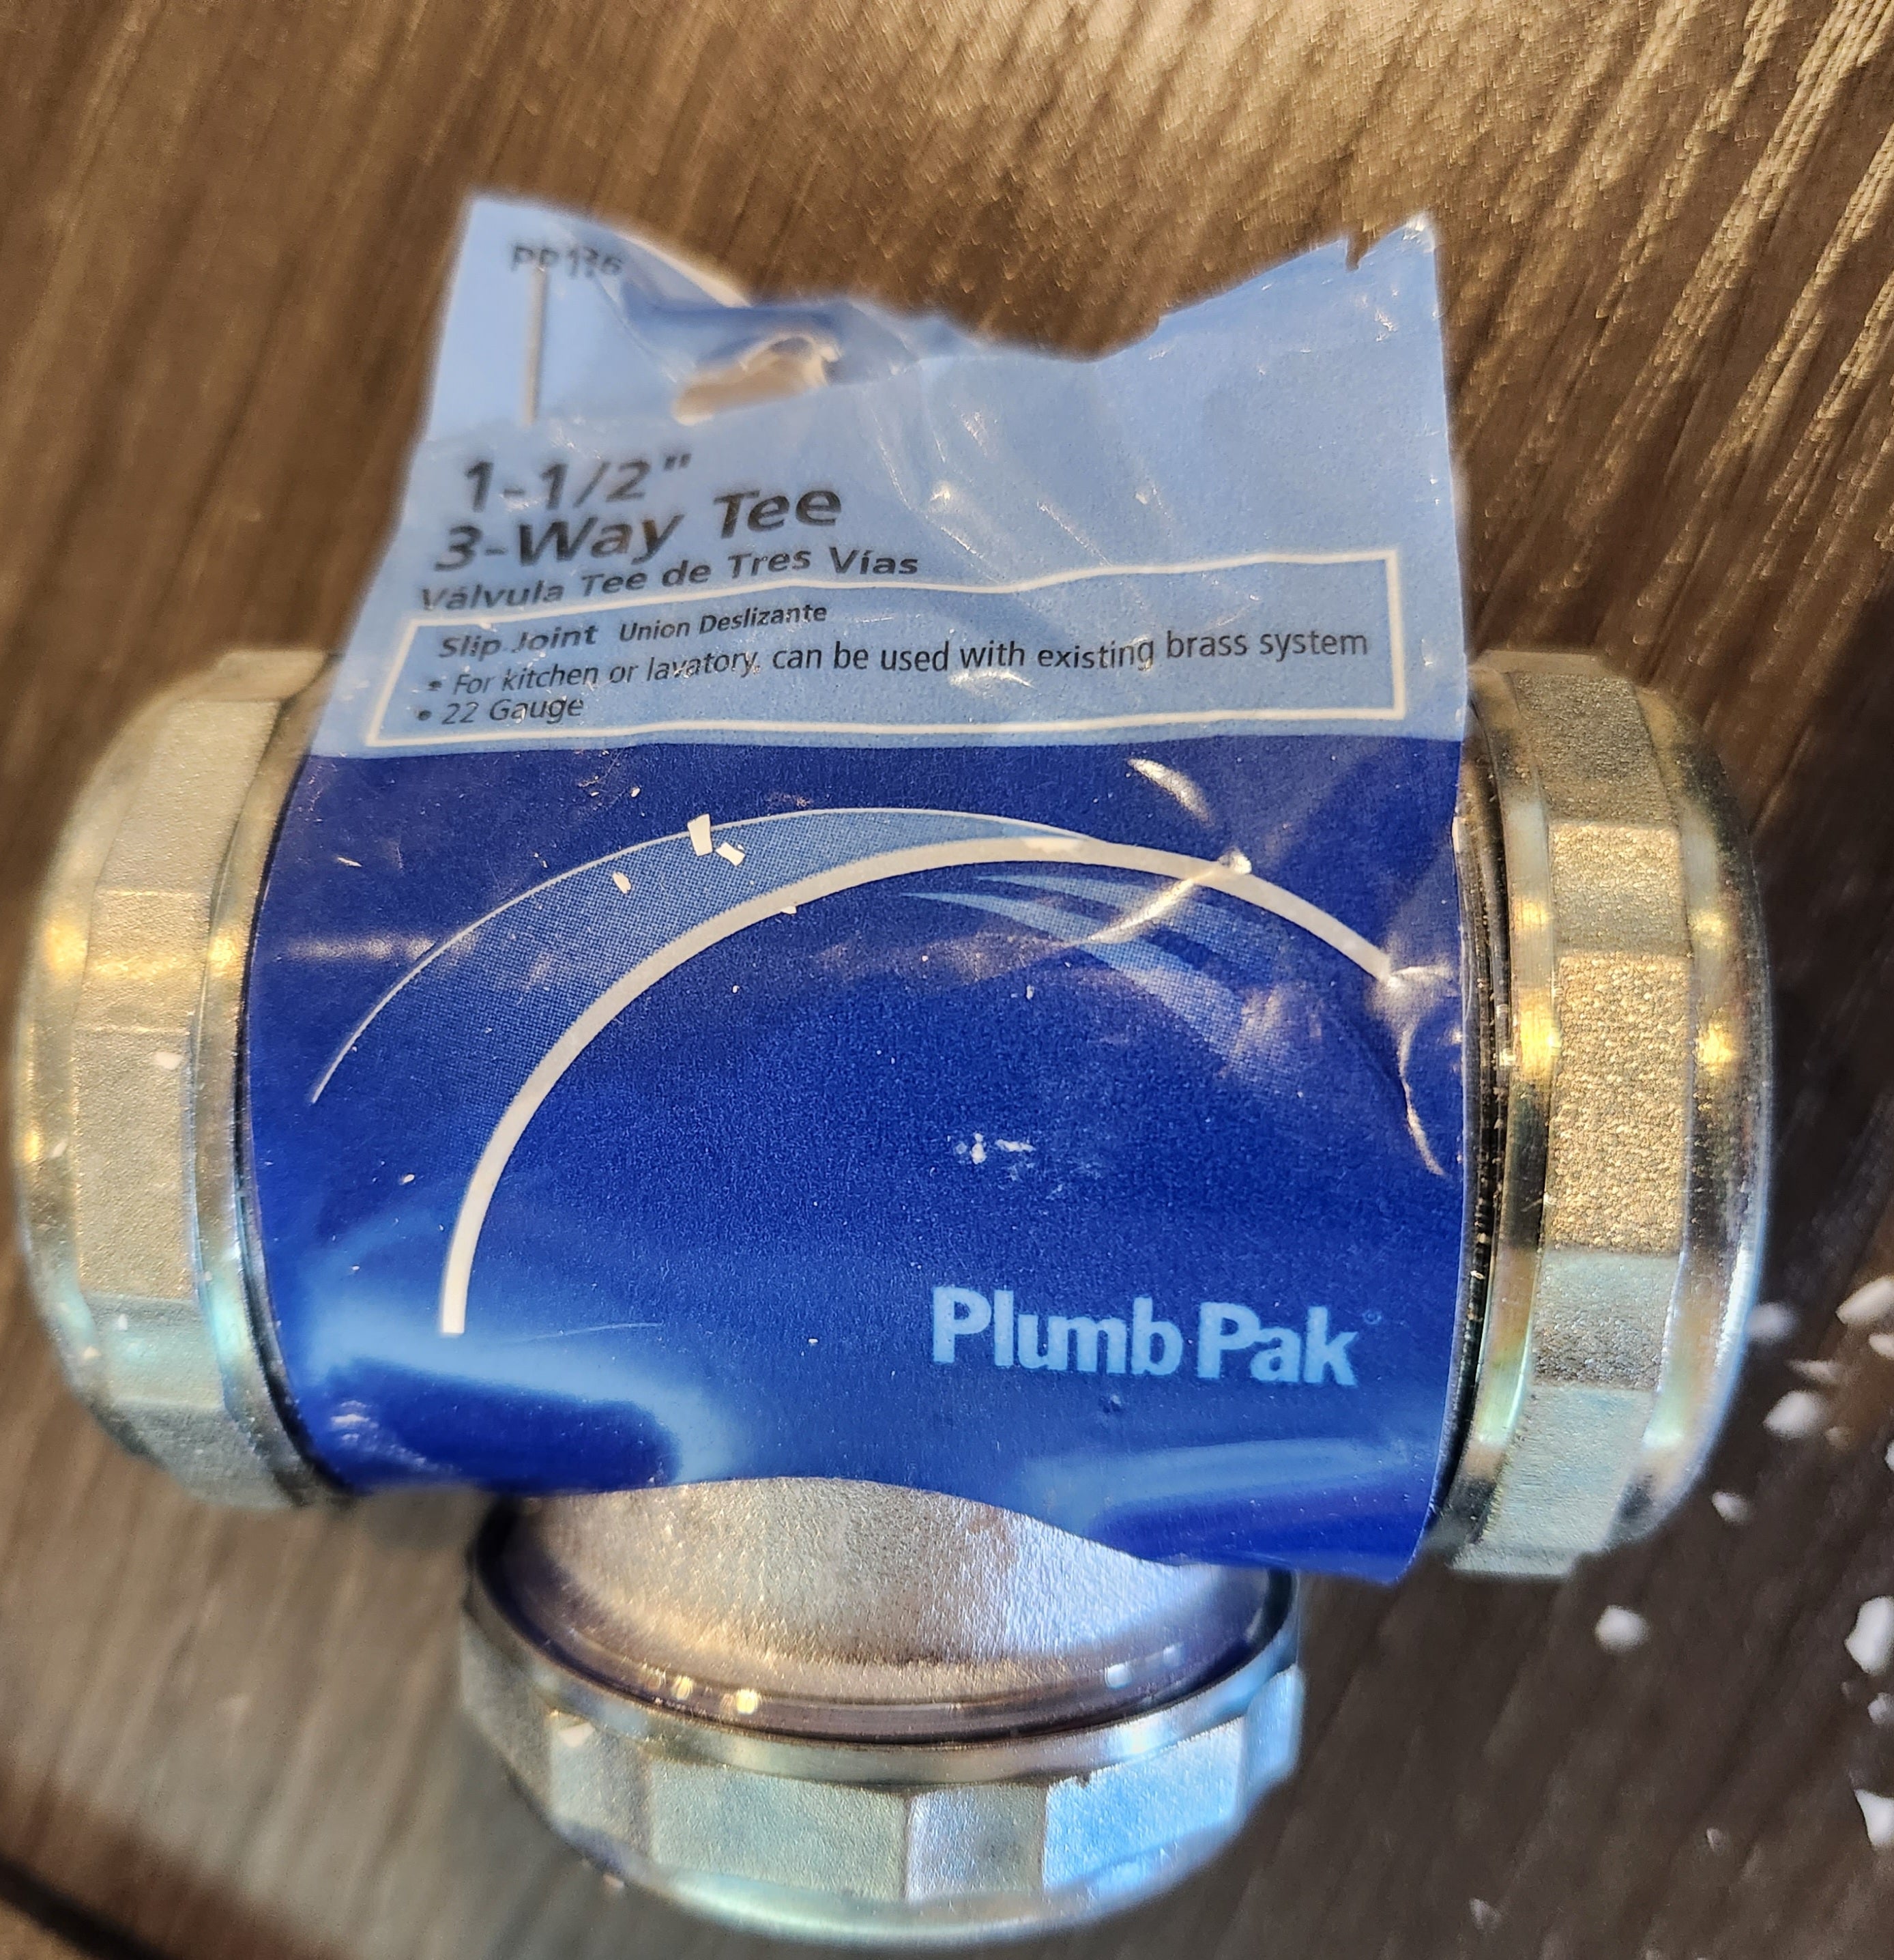 PP136
1-1/2"
3-Way Tee
Válvula Tee de Tres Vías
Slip Joint Union Deslizante
• For kitchen or lavatory, can be used with existing brass system
• 22 Gauge
Plumb Pak®